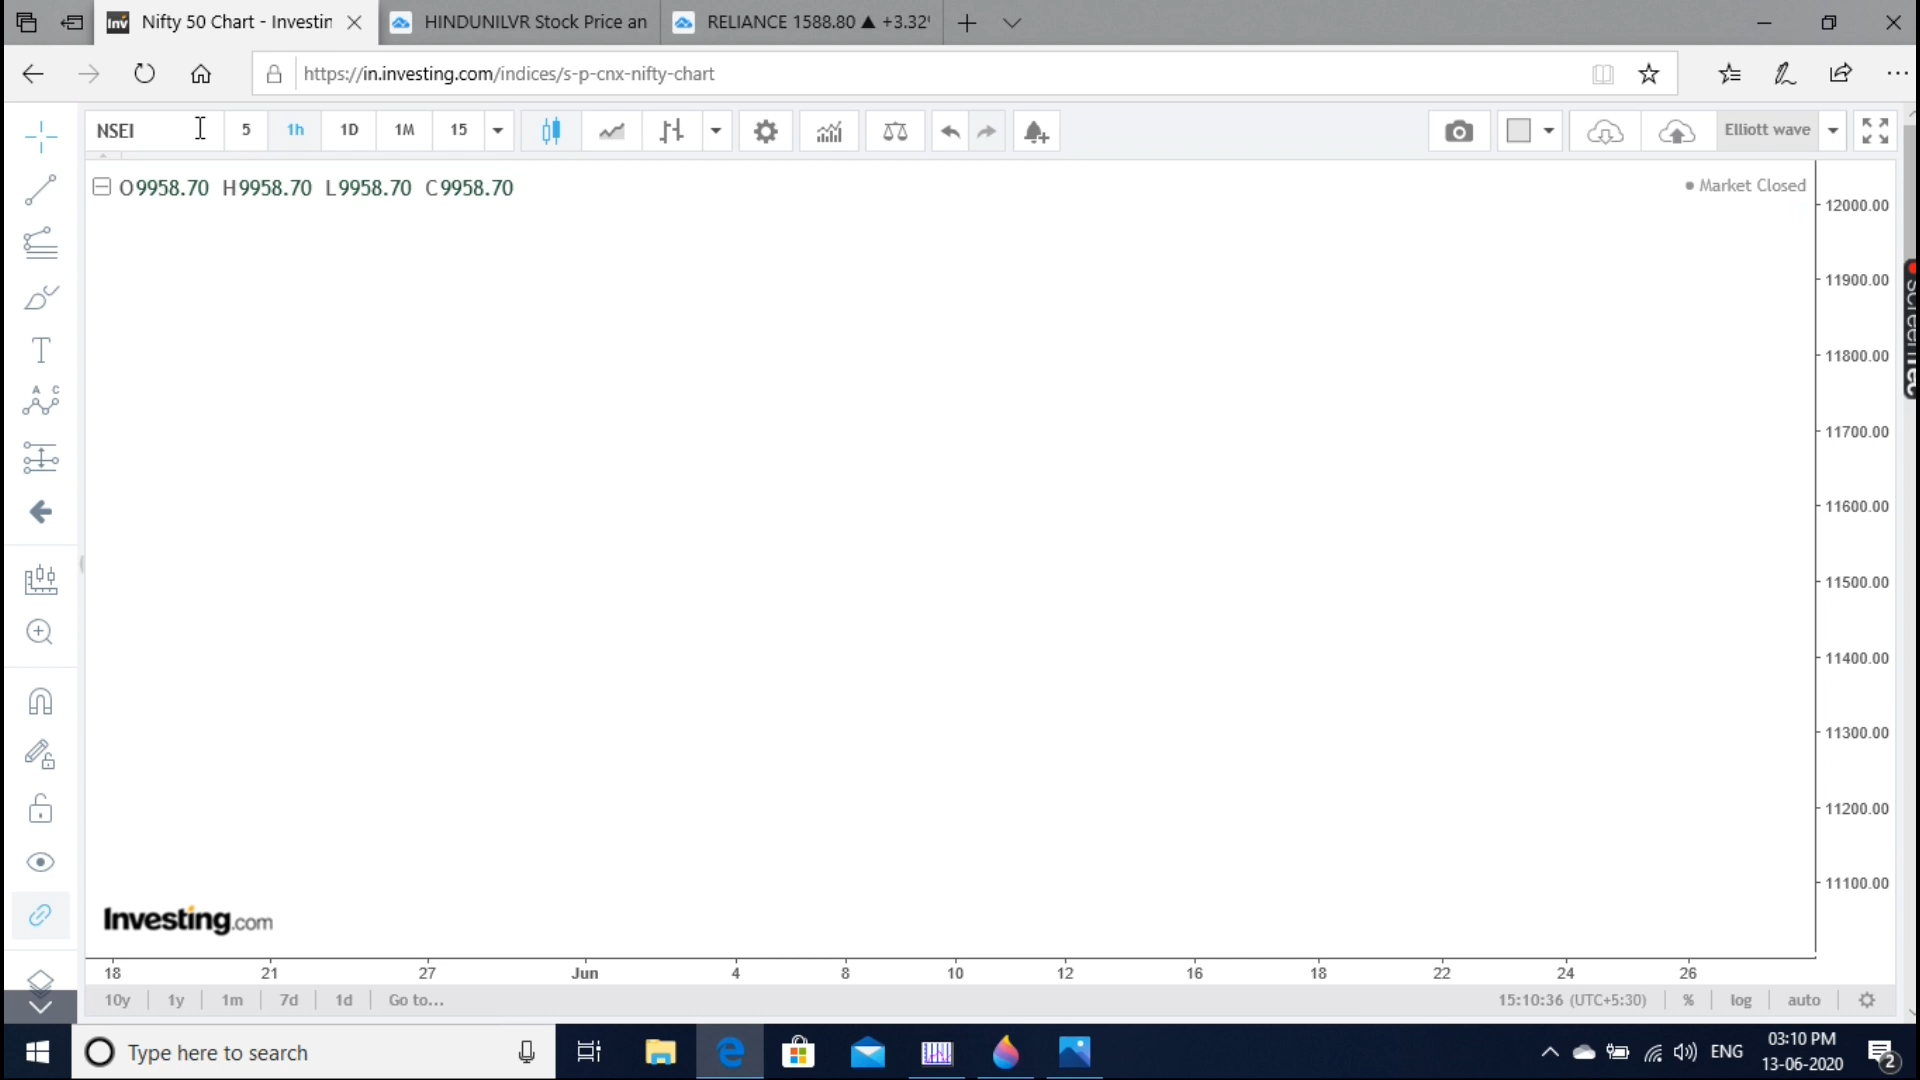 Nifty 50 Chart - Investin
HINDUNILVR Stock Price an
RELIANCE 1588.80 ▲ +3.32%
https://in.investing.com/indices/s-p-cnx-nifty-chart
NSEI 5 1h 1D 1M 15 Elliott wave
O9958.70 H9958.70 L9958.70 C9958.70
Market Closed
12000.00
11900.00
11800.00
11700.00
11600.00
11500.00
11400.00
11300.00
11200.00
11100.00
T
A C
Investing.com
18 21 27 Jun 4 8 10 12 16 18 22 24 26
10y 1y 1m 7d 1d Go to... 15:10:36 (UTC+5:30) % log auto
Type here to search
ENG
03:10 PM
13-06-2020
2